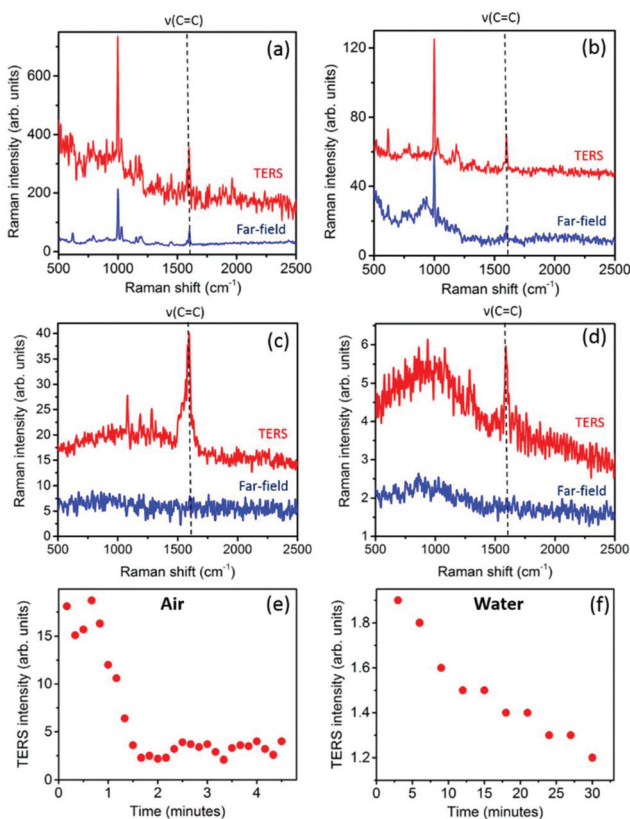 ν(C=C)
ν(C=C)
(a)
(b)
Raman intensity (arb. units)
750
600
400
200
0
TERS
Far-field
500
1000
1500
2000
2500
Raman shift (cm⁻¹)
Raman intensity (arb. units)
120
80
40
0
TERS
Far-field
500
1000
1500
2000
2500
Raman shift (cm⁻¹)
ν(C=C)
ν(C=C)
(c)
(d)
Raman intensity (arb. units)
40
35
30
25
20
15
10
5
0
TERS
Far-field
500
1000
1500
2000
2500
Raman shift (cm⁻¹)
Raman intensity (arb. units)
6
5
4
3
2
1
TERS
Far-field
500
1000
1500
2000
2500
Raman shift (cm⁻¹)
Air
(e)
TERS intensity (arb. units)
15
10
5
0
0
1
2
3
4
Time (minutes)
Water
(f)
TERS intensity (arb. units)
1.8
1.6
1.4
1.2
0
5
10
15
20
25
30
Time (minutes)